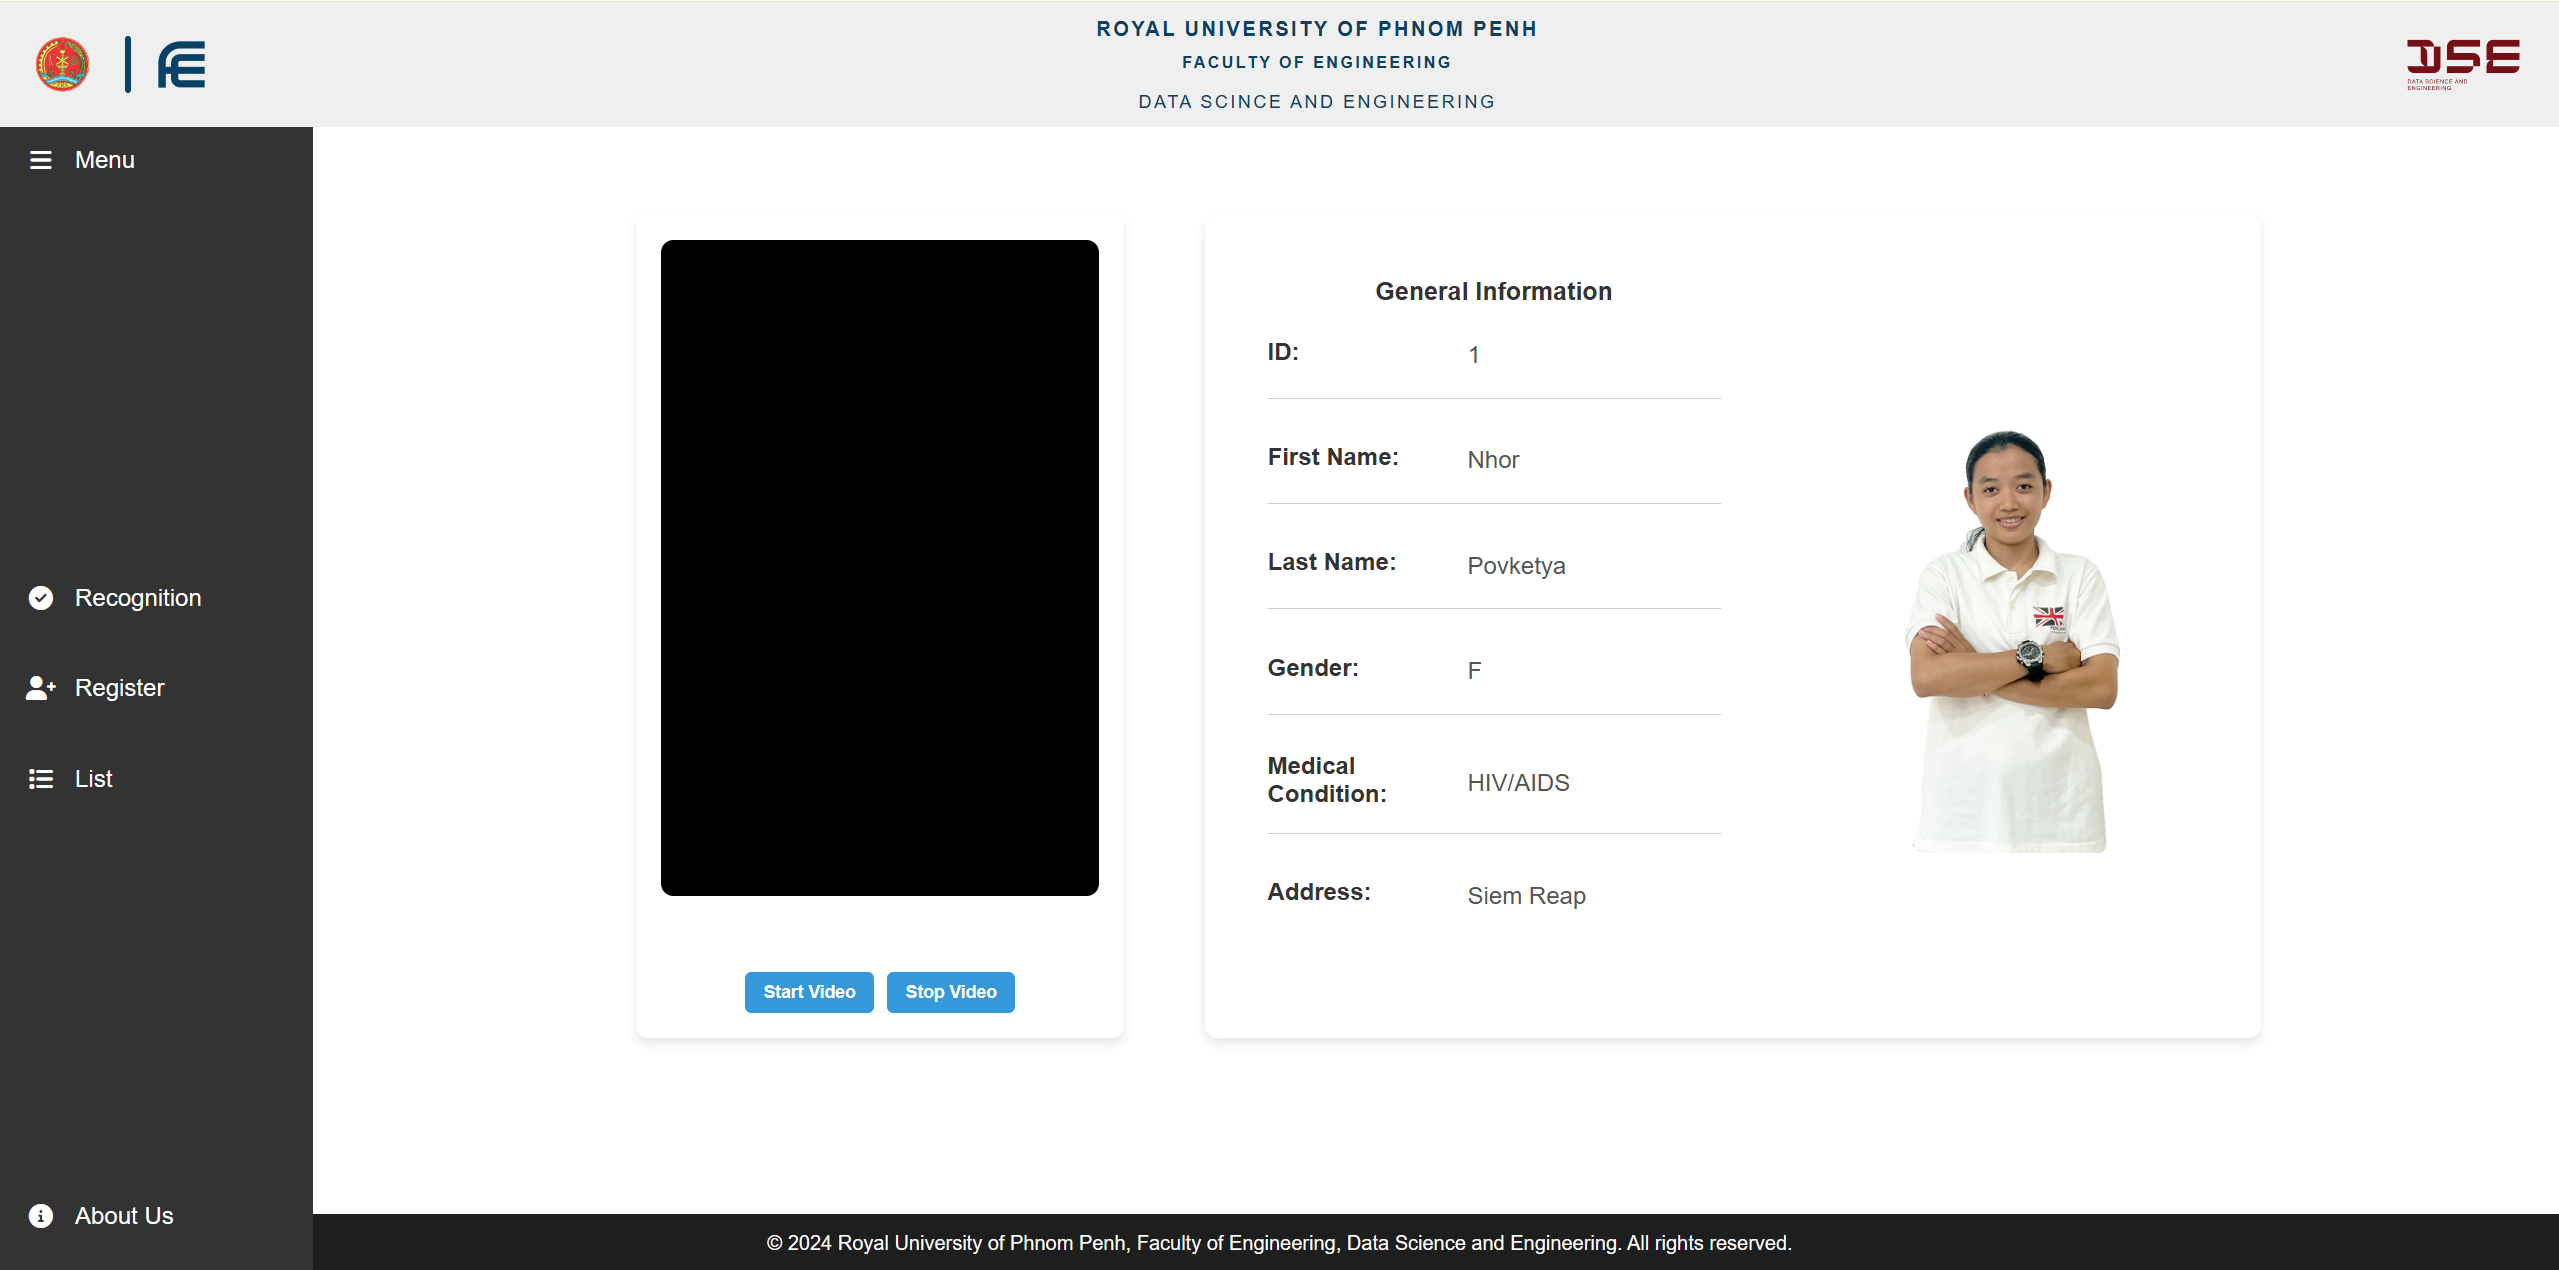 ROYAL UNIVERSITY OF PHNOM PENH
FACULTY OF ENGINEERING
DATA SCINCE AND ENGINEERING
FE
DSE
DATA SCIENCE AND
ENGINEERING
Menu
Recognition
Register
List
About Us
Start Video
Stop Video
General Information
ID: 1
First Name: Nhor
Last Name: Povketya
Gender: F
Medical
Condition: HIV/AIDS
Address: Siem Reap
© 2024 Royal University of Phnom Penh, Faculty of Engineering, Data Science and Engineering. All rights reserved.